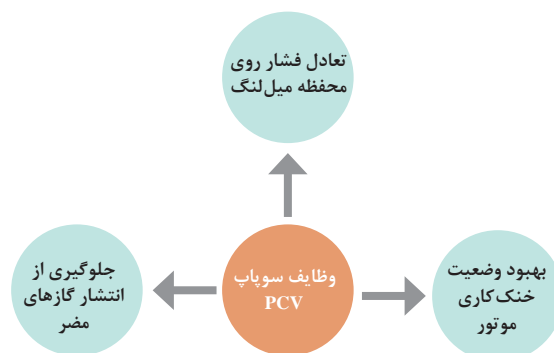 تعادل فشار روی
محفظه میل‌لنگ
وظایف سوپاپ
PCV
بهبود وضعیت
خنک‌کاری
موتور
جلوگیری از
انتشار گازهای
مضر